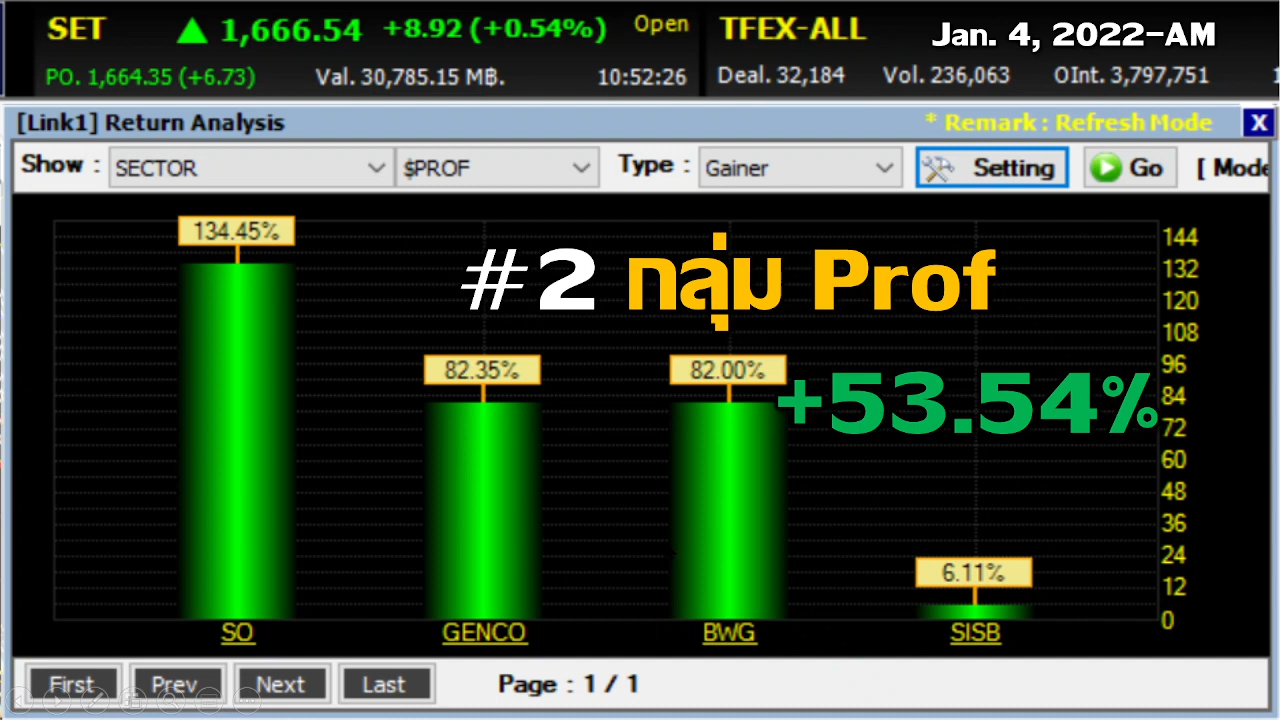 SET ▲ 1,666.54 +8.92 (+0.54%) Open TFEX-ALL Jan. 4, 2022-AM
PO. 1,664.35 (+6.73) Val. 30,785.15 M฿. 10:52:26 Deal. 32,184 Vol. 236,063 OInt. 3,797,751
[Link1] Return Analysis * Remark : Refresh Mode X
Show : SECTOR $PROF Type : Gainer Setting Go [ Mode
134.45%
#2 กลุ่ม Prof
82.35% 82.00%
+53.54%
6.11%
144
132
120
108
96
84
72
60
48
36
24
12
0
SO GENCO BWG SISB
First Prev Next Last Page : 1 / 1